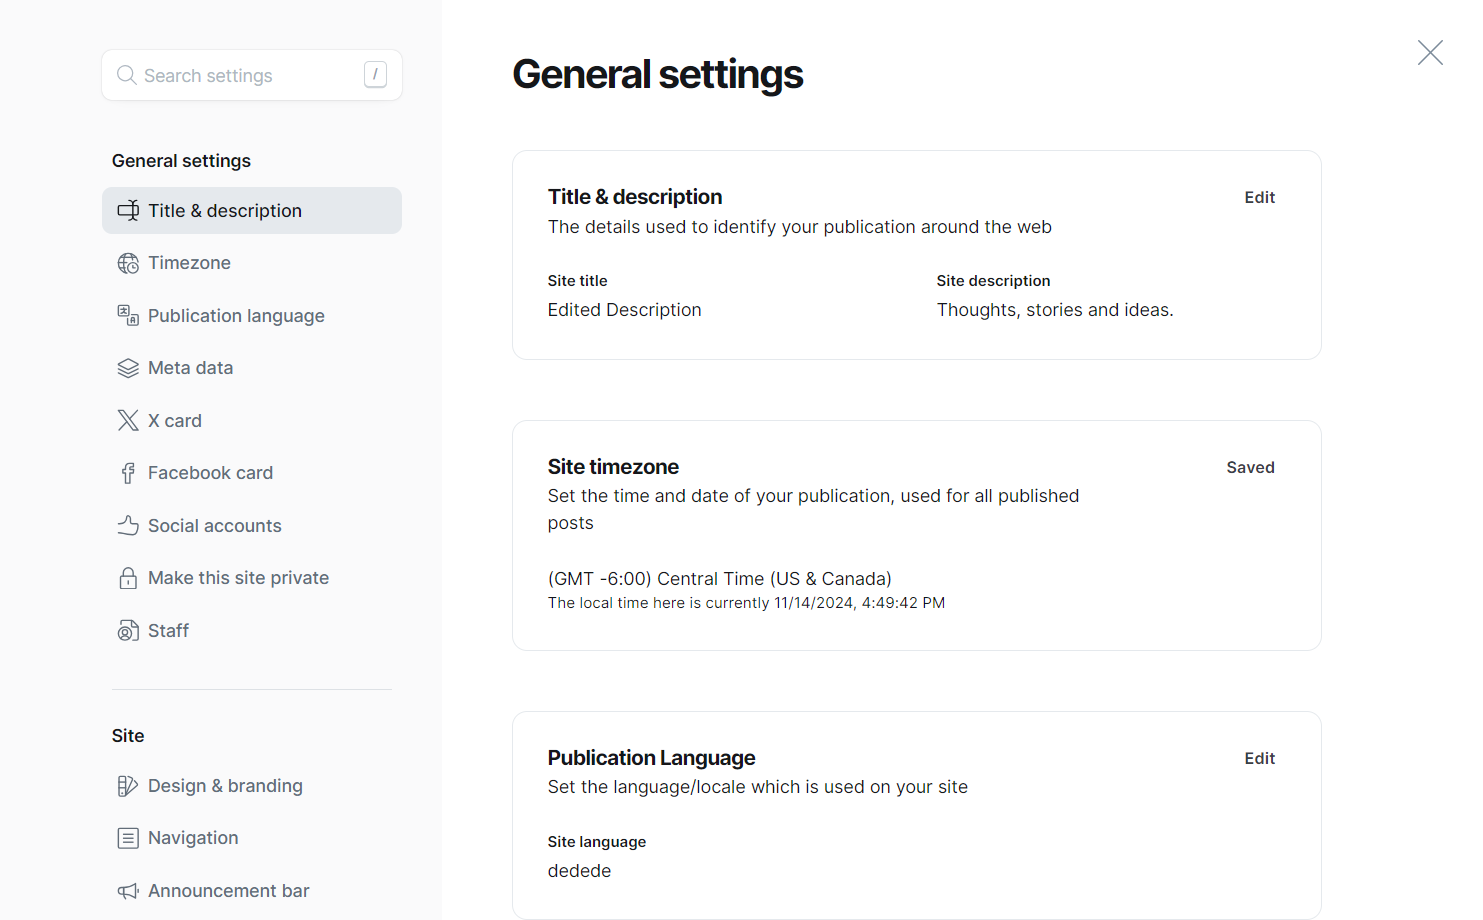 Search settings
/
General settings
Title & description
Timezone
Publication language
Meta data
X card
Facebook card
Social accounts
Make this site private
Staff
Site
Design & branding
Navigation
Announcement bar
General settings
Title & description
Edit
The details used to identify your publication around the web
Site title
Edited Description
Site description
Thoughts, stories and ideas.
Site timezone
Saved
Set the time and date of your publication, used for all published
posts
(GMT -6:00) Central Time (US & Canada)
The local time here is currently 11/14/2024, 4:49:42 PM
Publication Language
Edit
Set the language/locale which is used on your site
Site language
dedede